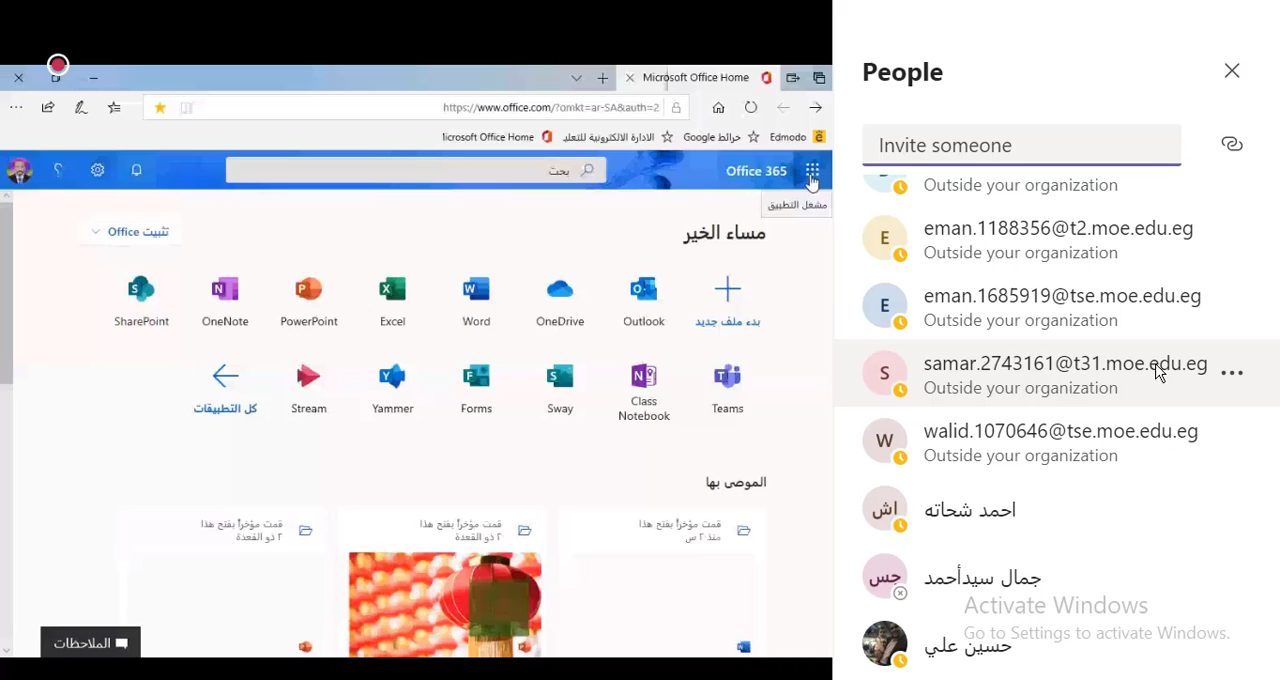 Microsoft Office Home
https://www.office.com/?omkt=ar-SA&auth=2
Edmodo
خرائط Google
الادارة الالكترونية للتعليـ
Microsoft Office Home
Office 365
بحث
مشغل التطبيق
مساء الخير
تثبيت Office
بدء ملف جديد
Outlook
OneDrive
Word
Excel
PowerPoint
OneNote
SharePoint
Teams
Class Notebook
Sway
Forms
Yammer
Stream
كل التطبيقات
الموصى بها
قمت مؤخراً بفتح هذا
منذ ٢٠ س
قمت مؤخراً بفتح هذا
٢ ذو القعدة
قمت مؤخراً بفتح هذا
٢ ذو القعدة
الملاحظات
People
Invite someone
Outside your organization
E
eman.1188356@t2.moe.edu.eg
Outside your organization
E
eman.1685919@tse.moe.edu.eg
Outside your organization
S
samar.2743161@t31.moe.edu.eg
Outside your organization
W
walid.1070646@tse.moe.edu.eg
Outside your organization
اش
احمد شحاته
جس
جمال سيدأحمد
حسين علي
Activate Windows
Go to Settings to activate Windows.